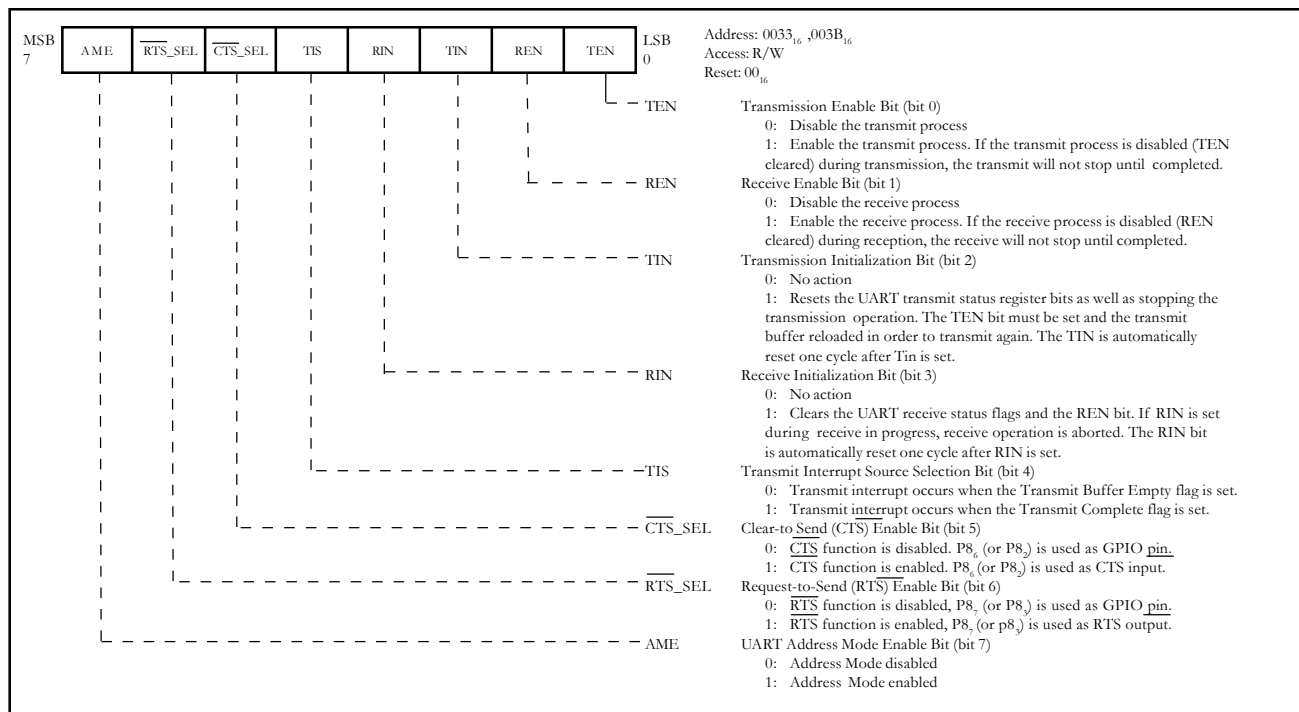 MSB
7
AME
RTS_SEL
CTS_SEL
TIS
RIN
TIN
REN
TEN
LSB
0
Address: 0033₁₆ ,003B₁₆
Access: R/W
Reset: 00₁₆
TEN Transmission Enable Bit (bit 0)
0: Disable the transmit process
1: Enable the transmit process. If the transmit process is disabled (TEN
cleared) during transmission, the transmit will not stop until completed.
REN Receive Enable Bit (bit 1)
0: Disable the receive process
1: Enable the receive process. If the receive process is disabled (REN
cleared) during reception, the receive will not stop until completed.
TIN Transmission Initialization Bit (bit 2)
0: No action
1: Resets the UART transmit status register bits as well as stopping the
transmission operation. The TEN bit must be set and the transmit
buffer reloaded in order to transmit again. The TIN is automatically
reset one cycle after Tin is set.
RIN Receive Initialization Bit (bit 3)
0: No action
1: Clears the UART receive status flags and the REN bit. If RIN is set
during receive in progress, receive operation is aborted. The RIN bit
is automatically reset one cycle after RIN is set.
TIS Transmit Interrupt Source Selection Bit (bit 4)
0: Transmit interrupt occurs when the Transmit Buffer Empty flag is set.
1: Transmit interrupt occurs when the Transmit Complete flag is set.
CTS_SEL Clear-to Send (CTS) Enable Bit (bit 5)
0: CTS function is disabled. P8₆ (or P8₂) is used as GPIO pin.
1: CTS function is enabled. P8₆ (or P8₂) is used as CTS input.
RTS_SEL Request-to-Send (RTS) Enable Bit (bit 6)
0: RTS function is disabled, P8₇ (or P8₃) is used as GPIO pin.
1: RTS function is enabled, P8₇ (or p8₃) is used as RTS output.
AME UART Address Mode Enable Bit (bit 7)
0: Address Mode disabled
1: Address Mode enabled